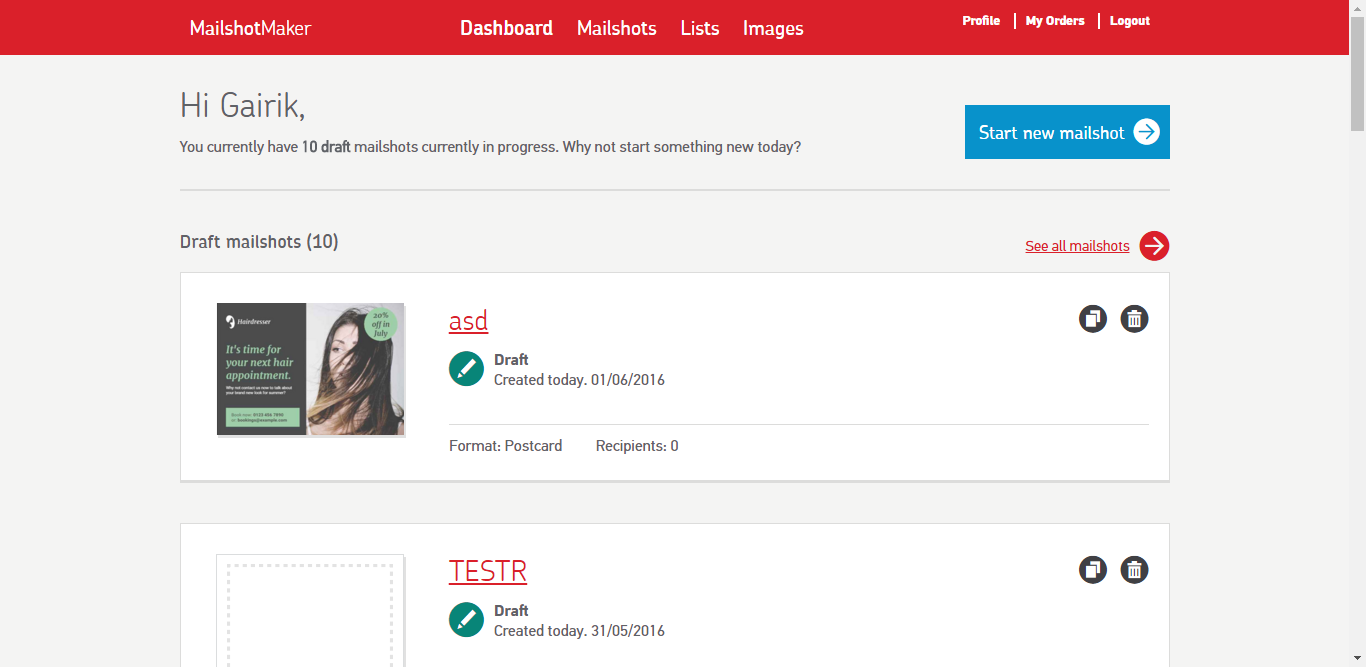 MailshotMaker
Dashboard Mailshots Lists Images
Profile My Orders Logout
Hi Gairik,
You currently have 10 draft mailshots currently in progress. Why not start something new today?
Start new mailshot
Draft mailshots (10)
See all mailshots
Hairdresser
It's time for
your next hair
appointment.
Why not contact us now to talk about
your brand new look for summer?
Book now: 0123 456 7890
or: bookings@example.com
20%
off in
July
asd
Draft
Created today. 01/06/2016
Format: Postcard Recipients: 0
TESTR
Draft
Created today. 31/05/2016